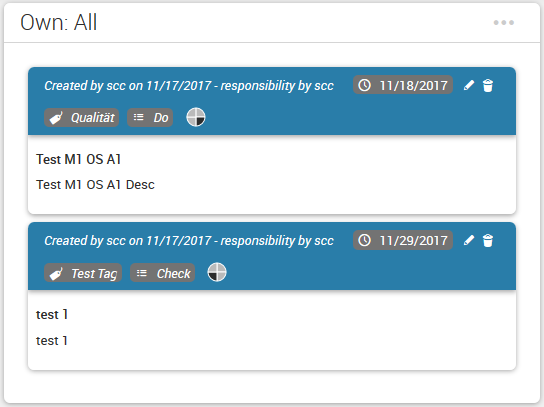 Own: All
Created by scc on 11/17/2017 - responsibility by scc 11/18/2017
Qualität Do
Test M1 OS A1
Test M1 OS A1 Desc
Created by scc on 11/17/2017 - responsibility by scc 11/29/2017
Test Tag Check
test 1
test 1